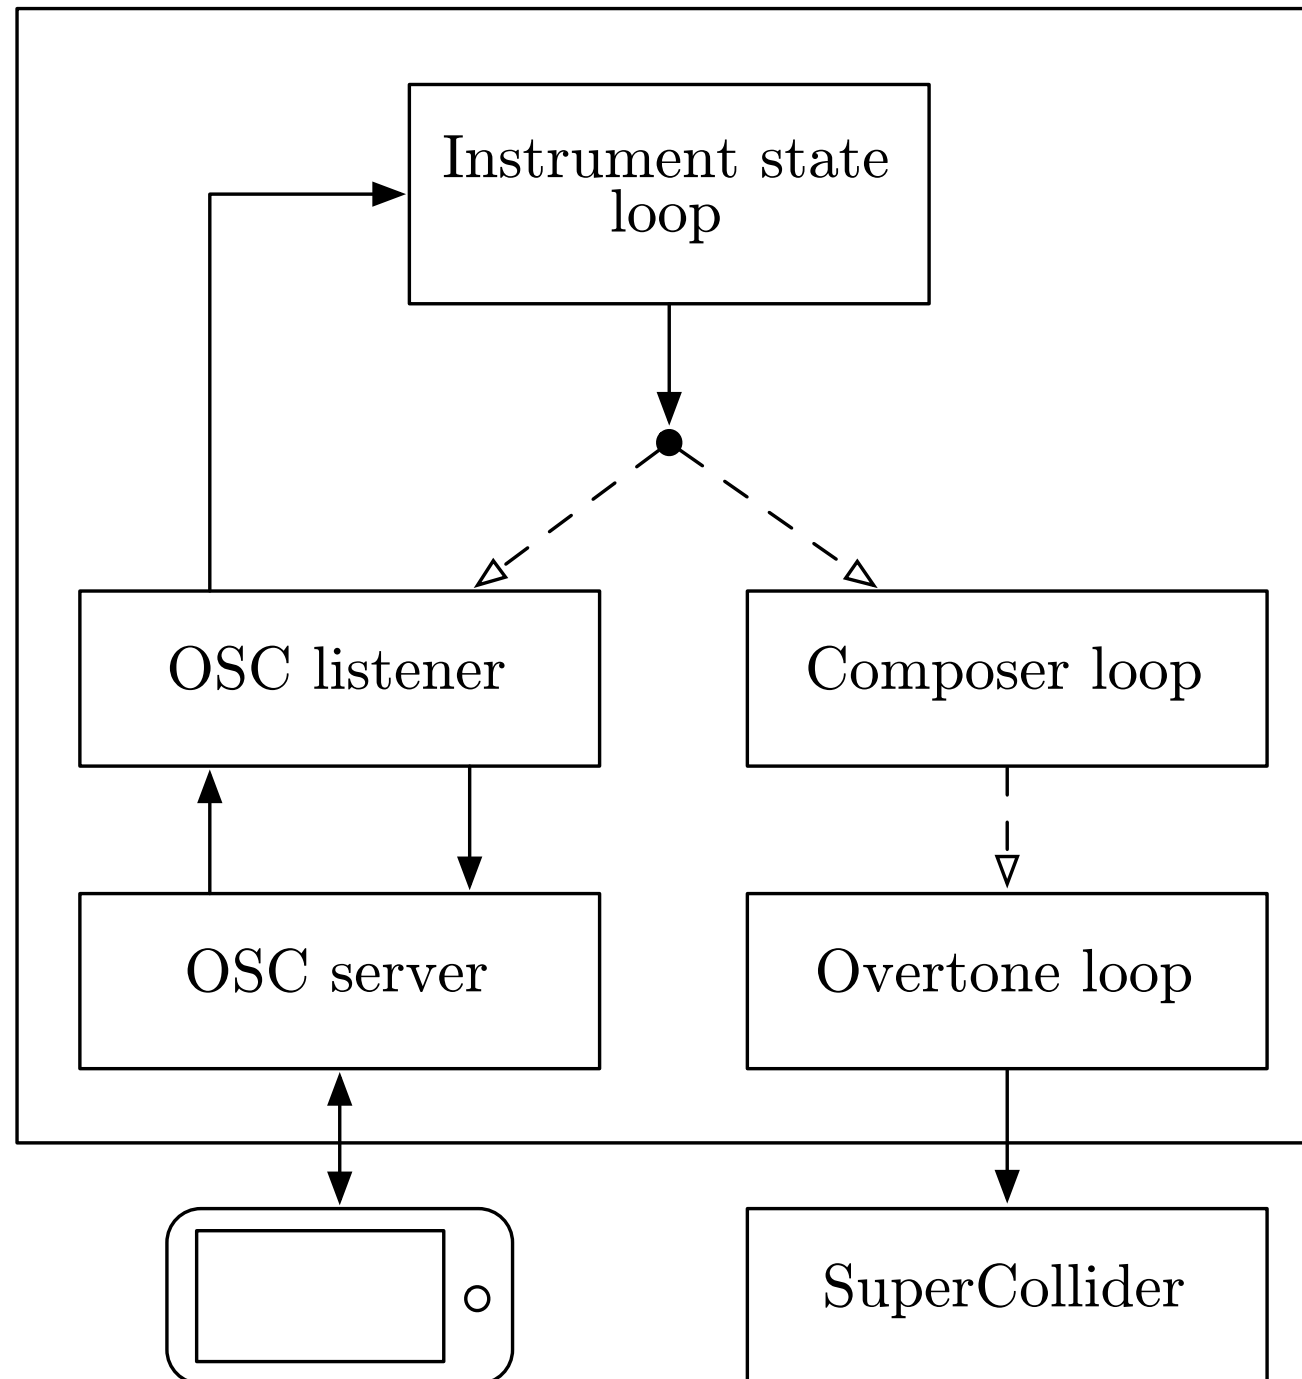 Instrument state
loop
OSC listener
Composer loop
OSC server
Overtone loop
SuperCollider